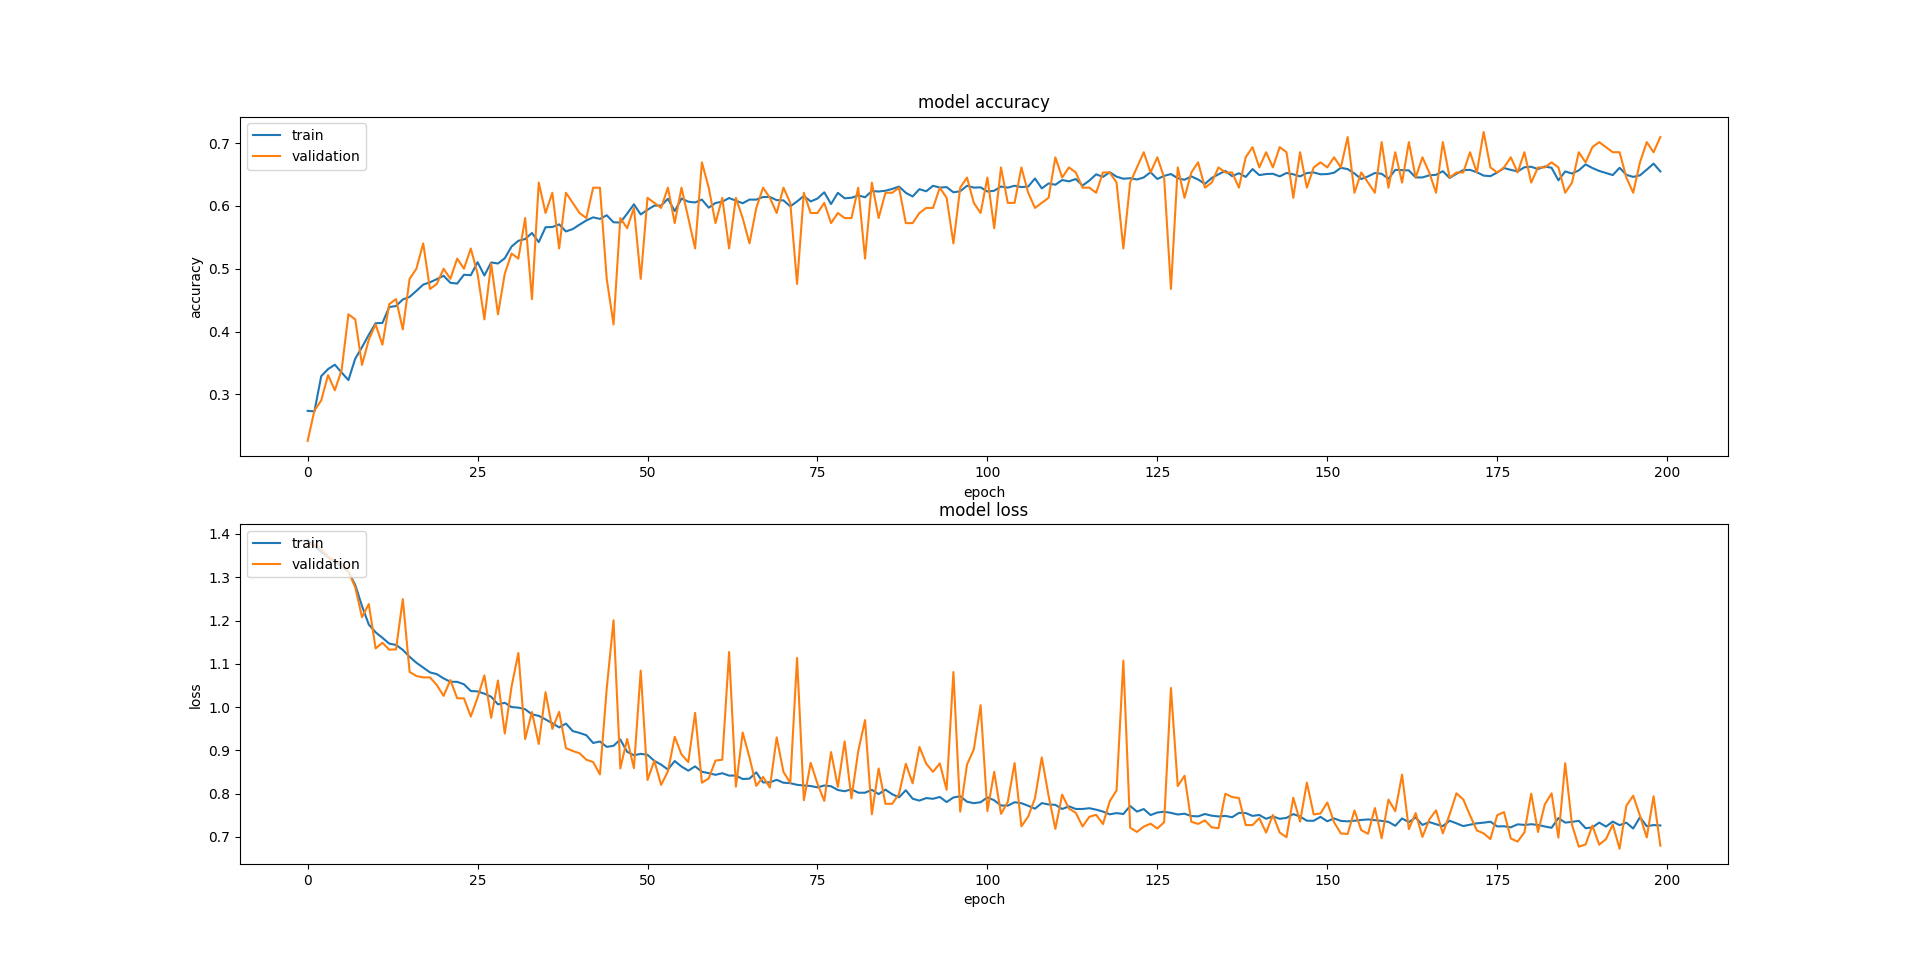 model accuracy
train
validation
0.7
0.6
0.5
0.4
0.3
accuracy
0 25 50 75 100 125 150 175 200
epoch
model loss
train
validation
1.4
1.3
1.2
1.1
1.0
0.9
0.8
0.7
loss
0 25 50 75 100 125 150 175 200
epoch